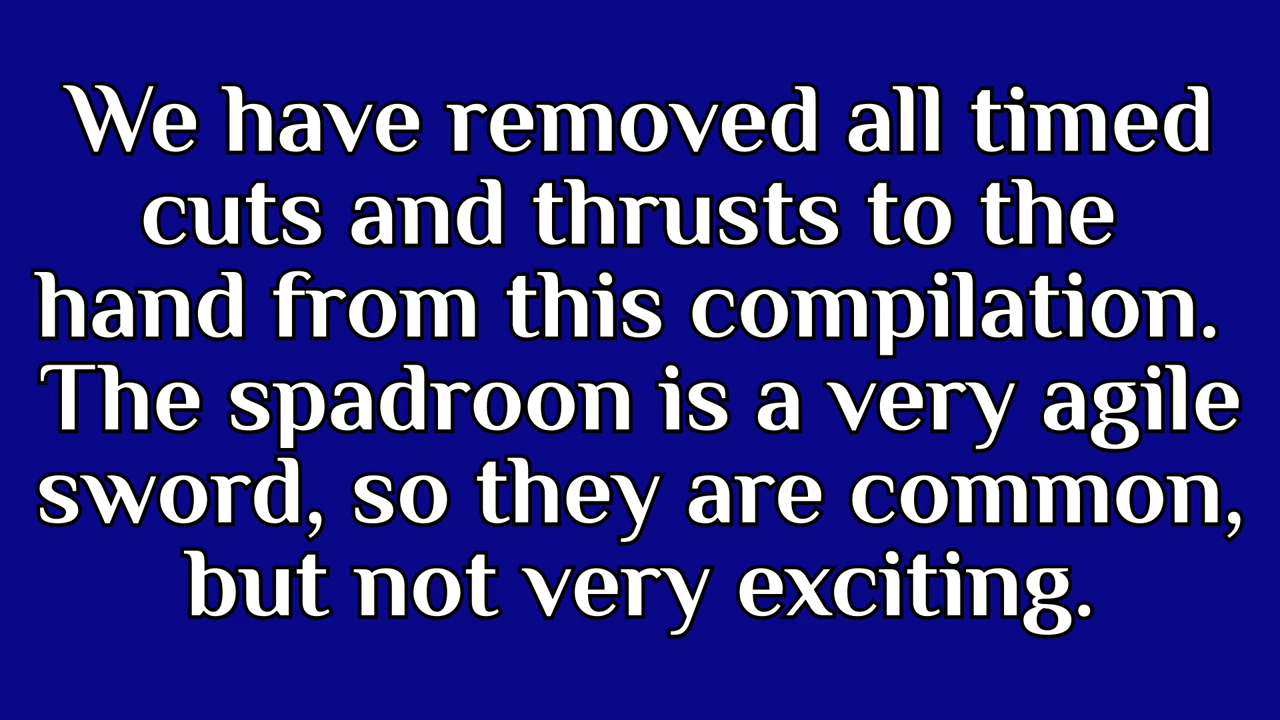 We have removed all timed
cuts and thrusts to the
hand from this compilation.
The spadroon is a very agile
sword, so they are common,
but not very exciting.